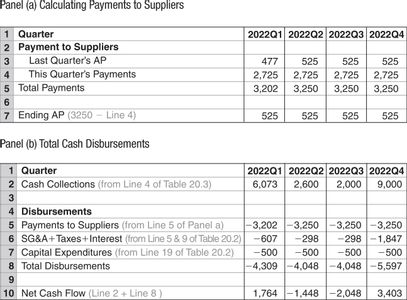 Panel (a) Calculating Payments to Suppliers
1 Quarter 2022Q1 2022Q2 2022Q3 2022Q4
2 Payment to Suppliers
3 Last Quarter's AP 477 525 525 525
4 This Quarter's Payments 2,725 2,725 2,725 2,725
5 Total Payments 3,202 3,250 3,250 3,250
6
7 Ending AP (3250 − Line 4) 525 525 525 525
Panel (b) Total Cash Disbursements
1 Quarter 2022Q1 2022Q2 2022Q3 2022Q4
2 Cash Collections (from Line 4 of Table 20.3) 6,073 2,600 2,000 9,000
3
4 Disbursements
5 Payments to Suppliers (from Line 5 of Panel a) −3,202 −3,250 −3,250 −3,250
6 SG&A+Taxes+Interest (from Line 5 & 9 of Table 20.2) −607 −298 −298 −1,847
7 Capital Expenditures (from Line 19 of Table 20.2) −500 −500 −500 −500
8 Total Disbursements −4,309 −4,048 −4,048 −5,597
9
10 Net Cash Flow (Line 2 + Line 8 ) 1,764 −1,448 −2,048 3,403